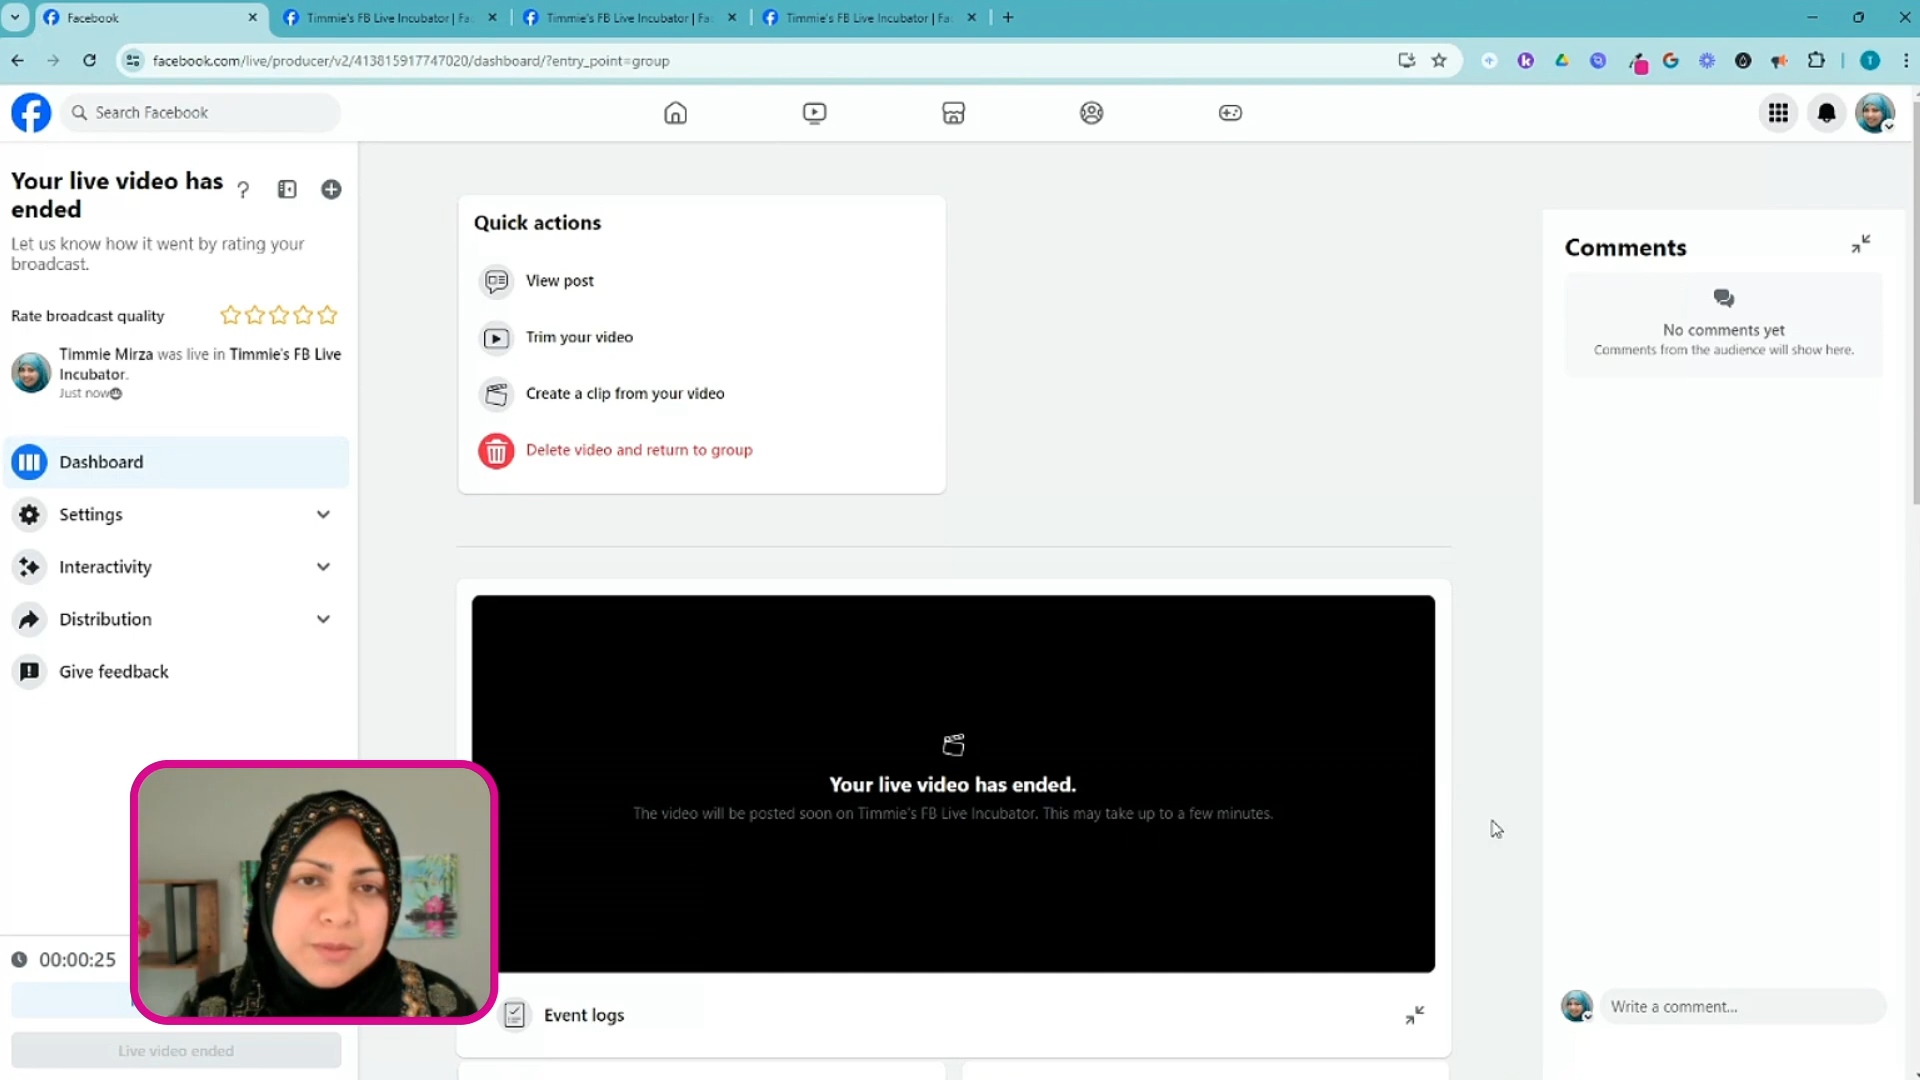 Facebook
Timmie's FB Live Incubator | Fa
Timmie's FB Live Incubator | Fa
Timmie's FB Live Incubator | Fa
facebook.com/live/producer/v2/413815917747020/dashboard/?entry_point=group
Search Facebook
Your live video has
ended
Let us know how it went by rating your
broadcast.
Rate broadcast quality
Timmie Mirza was live in Timmie's FB Live
Incubator.
Just now
Dashboard
Settings
Interactivity
Distribution
Give feedback
00:00:25
Live video ended
Quick actions
View post
Trim your video
Create a clip from your video
Delete video and return to group
Your live video has ended.
The video will be posted soon on Timmie's FB Live Incubator. This may take up to a few minutes.
Event logs
Comments
No comments yet
Comments from the audience will show here.
Write a comment...